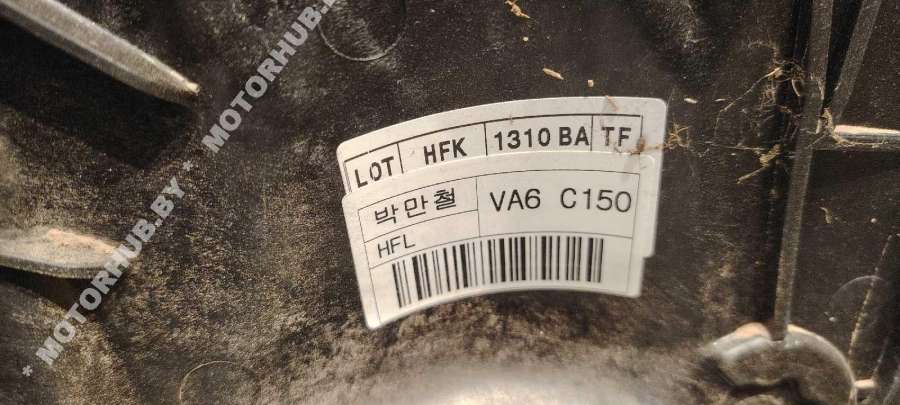 LOT HFK 1310 BA TF
박만철 VA6 C150
HFL
* MOTORHUB.BY * MOTORHUB.BY